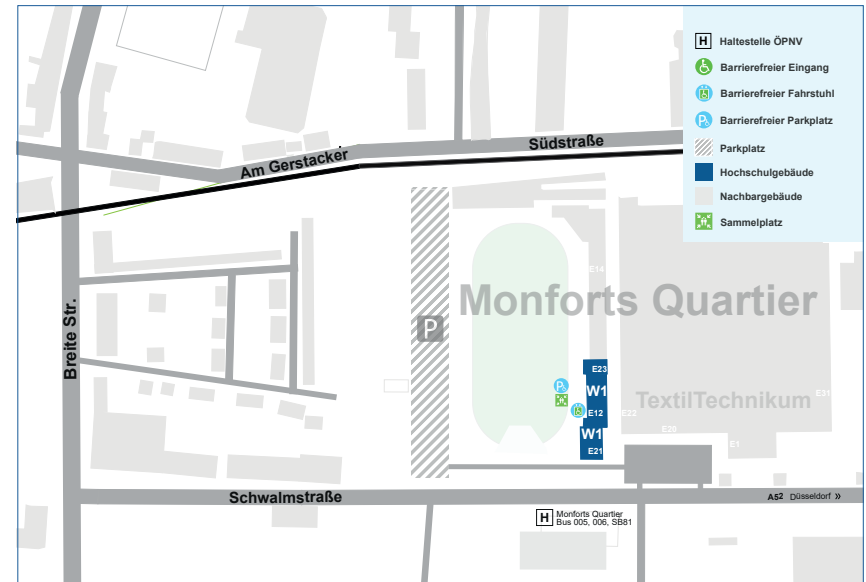 H Haltestelle ÖPNV
Barrierefreier Eingang
Barrierefreier Fahrstuhl
P Barrierefreier Parkplatz
Parkplatz
Hochschulgebäude
Nachbargebäude
Sammelplatz
Südstraße
Am Gerstacker
Breite Str.
E14
Monforts Quartier
P
E23
P
W1
TextilTechnikum
E31
E12
E22
W1
E20
E1
E21
Schwalmstraße
A52 Düsseldorf »
H Monforts Quartier
Bus 005, 006, SB81